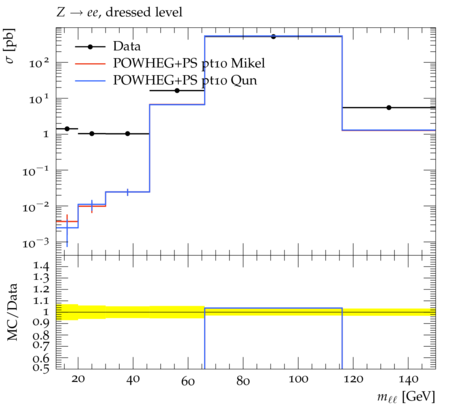 Z → ee, dressed level
σ [pb]
Data
POWHEG+PS pt10 Mikel
POWHEG+PS pt10 Qun
10²
10¹
1
10⁻¹
10⁻²
10⁻³
MC/Data
1.4
1.3
1.2
1.1
1
0.9
0.8
0.7
0.6
0.5
20 40 60 80 100 120 140
mℓℓ [GeV]